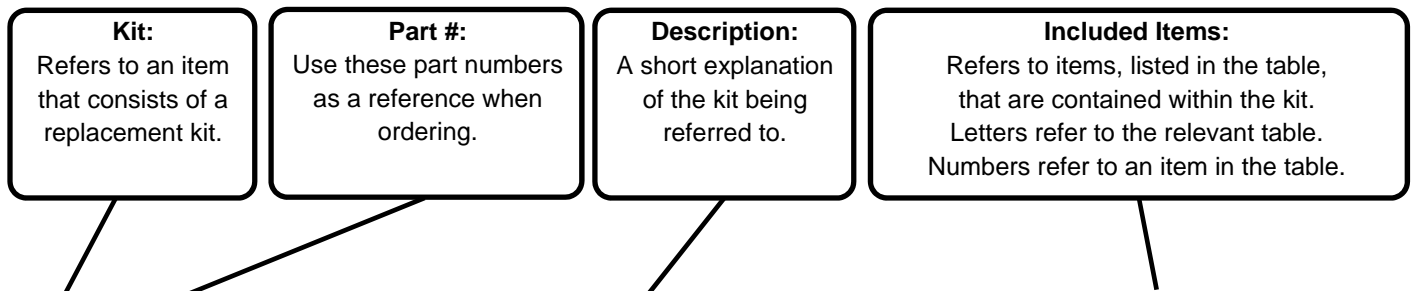 Kit:
Refers to an item
that consists of a
replacement kit.
Part #:
Use these part numbers
as a reference when
ordering.
Description:
A short explanation
of the kit being
referred to.
Included Items:
Refers to items, listed in the table,
that are contained within the kit.
Letters refer to the relevant table.
Numbers refer to an item in the table.